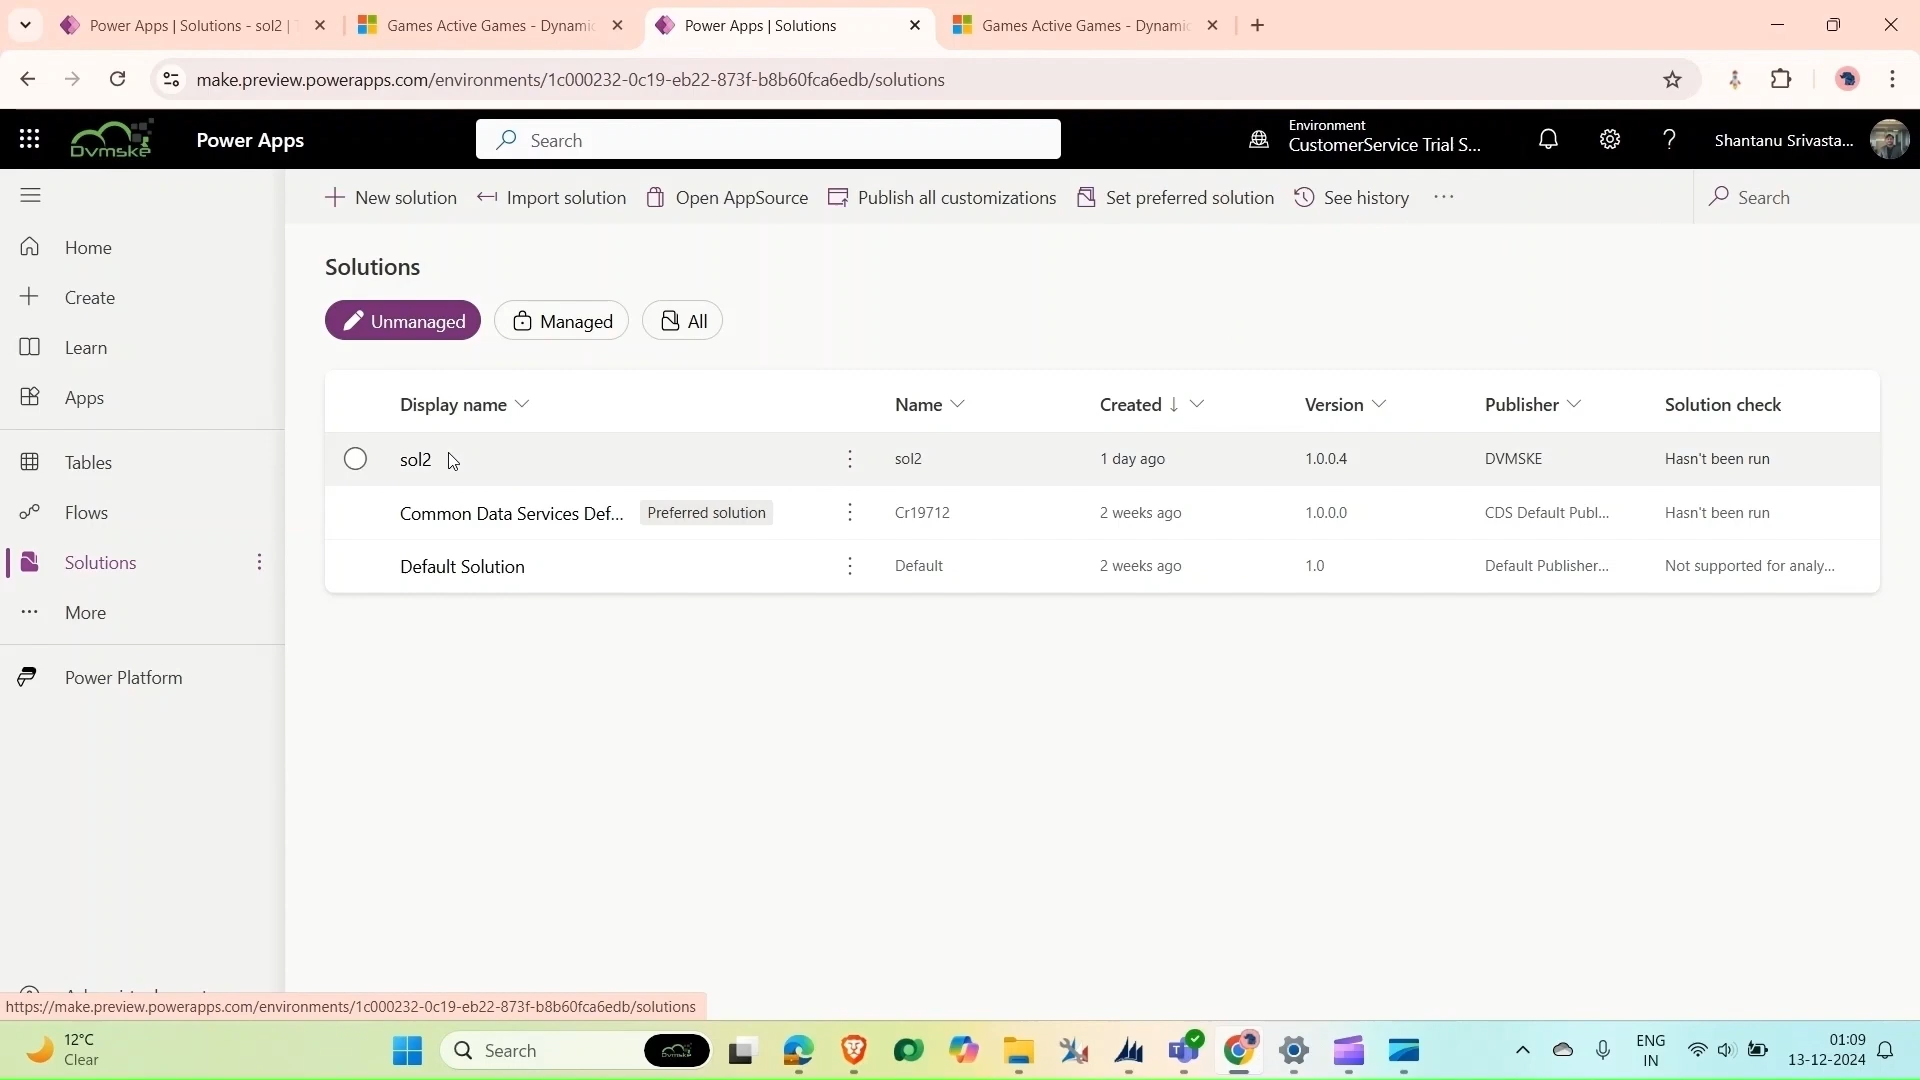 Power Apps | Solutions - sol2 | T
Games Active Games - Dynamic
Power Apps | Solutions
Games Active Games - Dynamic
make.preview.powerapps.com/environments/1c000232-0c19-eb22-873f-b8b60fca6edb/solutions
Dvmske
Power Apps
Search
Environment
CustomerService Trial S...
Shantanu Srivasta...
New solution
Import solution
Open AppSource
Publish all customizations
Set preferred solution
See history
Search
Home
Create
Learn
Apps
Tables
Flows
Solutions
More
Power Platform
Solutions
Unmanaged
Managed
All
Display name
Name
Created
Version
Publisher
Solution check
sol2
sol2
1 day ago
1.0.0.4
DVMSKE
Hasn't been run
Common Data Services Def...
Preferred solution
Cr19712
2 weeks ago
1.0.0.0
CDS Default Publ...
Hasn't been run
Default Solution
Default
2 weeks ago
1.0
Default Publisher...
Not supported for analy...
https://make.preview.powerapps.com/environments/1c000232-0c19-eb22-873f-b8b60fca6edb/solutions
12°C
Clear
Search
ENG
IN
01:09
13-12-2024